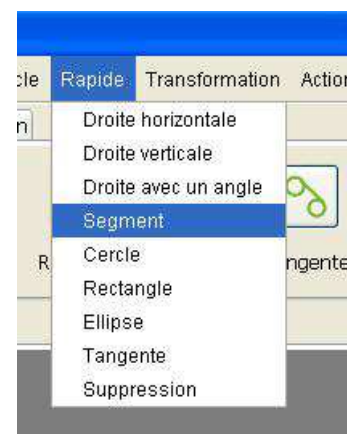 cle Rapide Transformation Action
n
Droite horizontale
Droite verticale
Droite avec un angle
Segment
R Cercle ngente
Rectangle
Ellipse
Tangente
Suppression